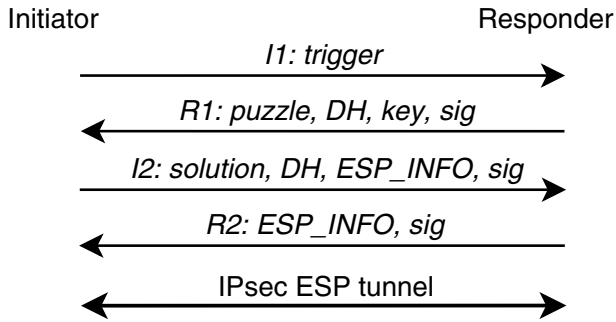 Initiator Responder
I1: trigger
R1: puzzle, DH, key, sig
I2: solution, DH, ESP_INFO, sig
R2: ESP_INFO, sig
IPsec ESP tunnel